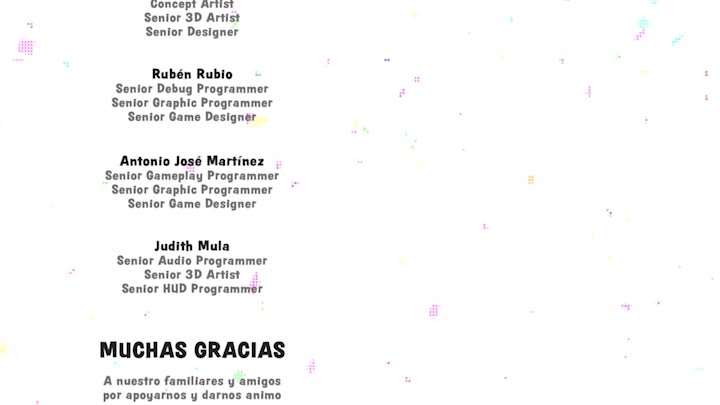 Concept Artist
Senior 3D Artist
Senior Designer
Rubén Rubio
Senior Debug Programmer
Senior Graphic Programmer
Senior Game Designer
Antonio José Martínez
Senior Gameplay Programmer
Senior Graphic Programmer
Senior Game Designer
Judith Mula
Senior Audio Programmer
Senior 3D Artist
Senior HUD Programmer
MUCHAS GRACIAS
A nuestro familiares y amigos
por apoyarnos y darnos animo